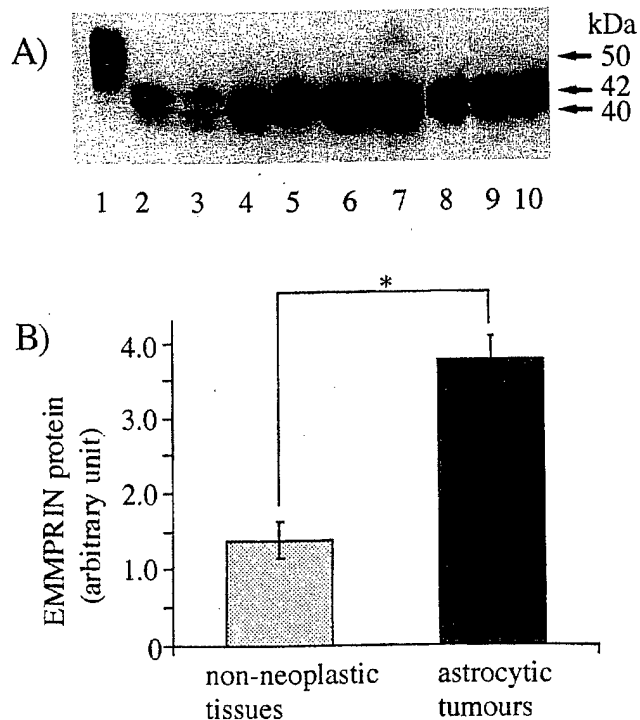 A)
kDa
50
42
40
1 2 3 4 5 6 7 8 9 10
B)
*
EMMPRIN protein
(arbitrary unit)
4.0
3.0
2.0
1.0
0
non-neoplastic
tissues
astrocytic
tumours